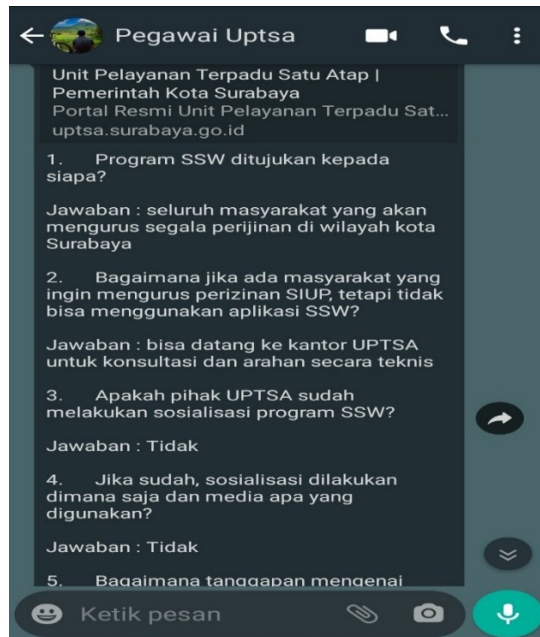 Pegawai Uptsa
Unit Pelayanan Terpadu Satu Atap |
Pemerintah Kota Surabaya
Portal Resmi Unit Pelayanan Terpadu Sat...
uptsa.surabaya.go.id
1. Program SSW ditujukan kepada
siapa?
Jawaban : seluruh masyarakat yang akan
mengurus segala perijinan di wilayah kota
Surabaya
2. Bagaimana jika ada masyarakat yang
ingin mengurus perizinan SIUP, tetapi tidak
bisa menggunakan aplikasi SSW?
Jawaban : bisa datang ke kantor UPTSA
untuk konsultasi dan arahan secara teknis
3. Apakah pihak UPTSA sudah
melakukan sosialisasi program SSW?
Jawaban : Tidak
4. Jika sudah, sosialisasi dilakukan
dimana saja dan media apa yang
digunakan?
Jawaban : Tidak
5. Bagaimana tanggapan mengenai
Ketik pesan